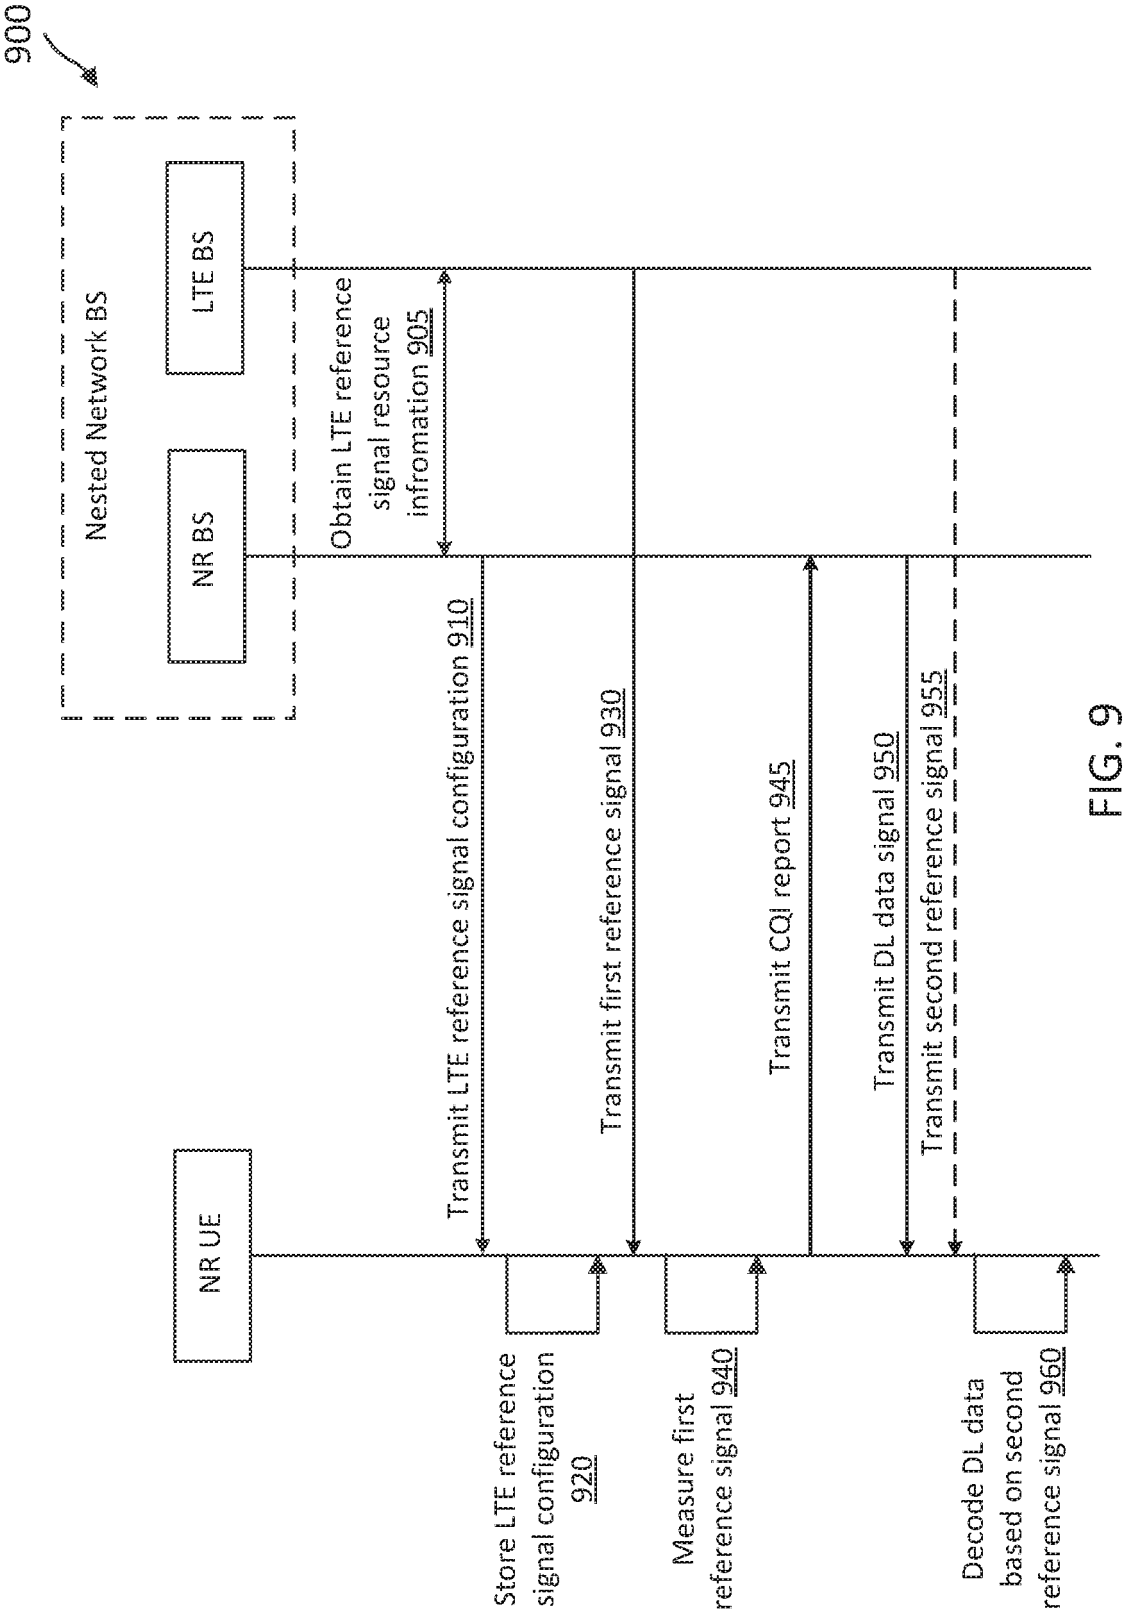 900
Nested Network BS
NR UE
NR BS
LTE BS
Obtain LTE reference
signal resource
infromation 905
Transmit LTE reference signal configuration 910
Store LTE reference
signal configuration
920
Transmit first reference signal 930
Measure first
reference signal 940
Transmit CQI report 945
Transmit DL data signal 950
Transmit second reference signal 955
Decode DL data
based on second
reference signal 960
FIG. 9